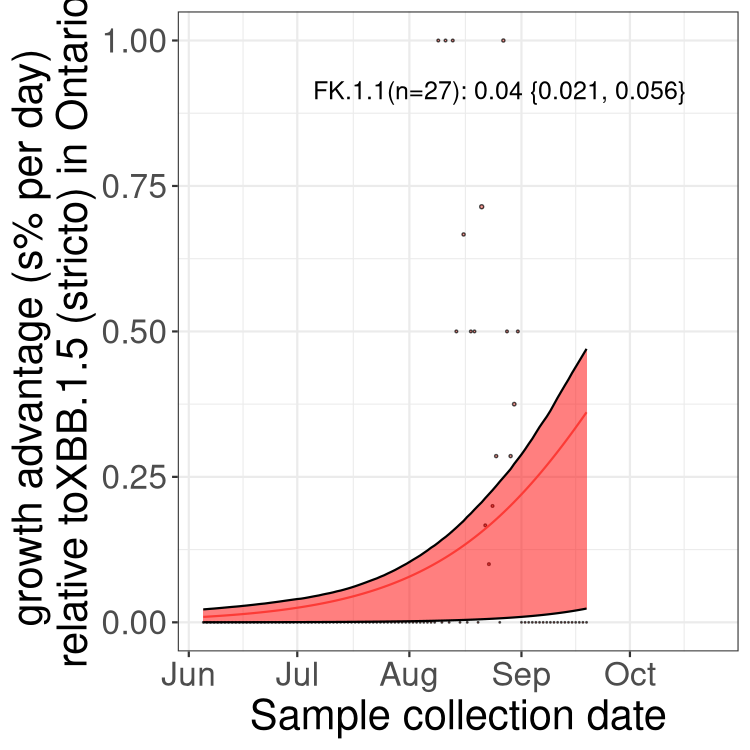 growth advantage (s% per day)
relative toXBB.1.5 (stricto) in Ontario
1.00
0.75
0.50
0.25
0.00
FK.1.1(n=27): 0.04 {0.021, 0.056}
Jun Jul Aug Sep Oct
Sample collection date